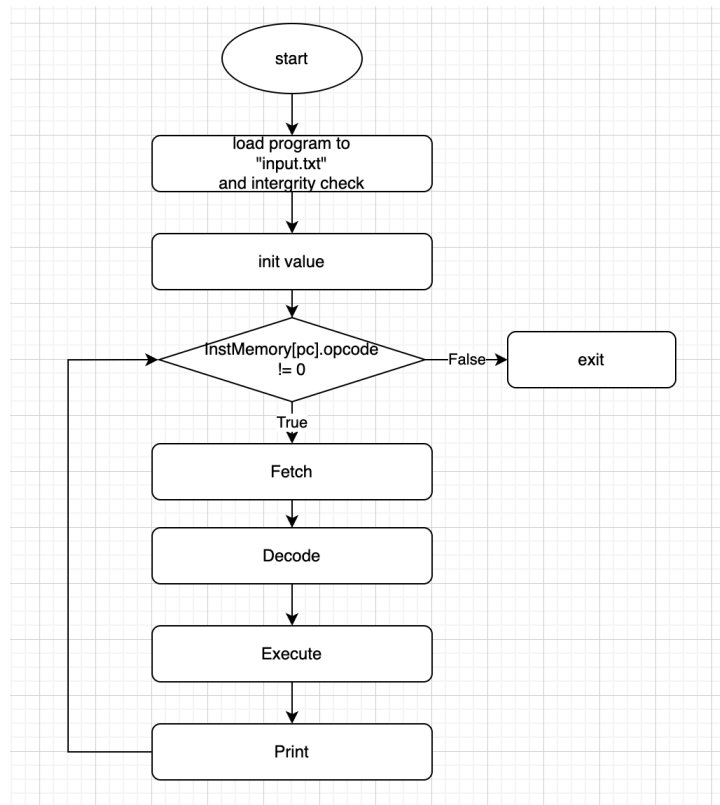 start
load program to
"input.txt"
and intergrity check
init value
InstMemory[pc].opcode
!= 0
False
exit
True
Fetch
Decode
Execute
Print